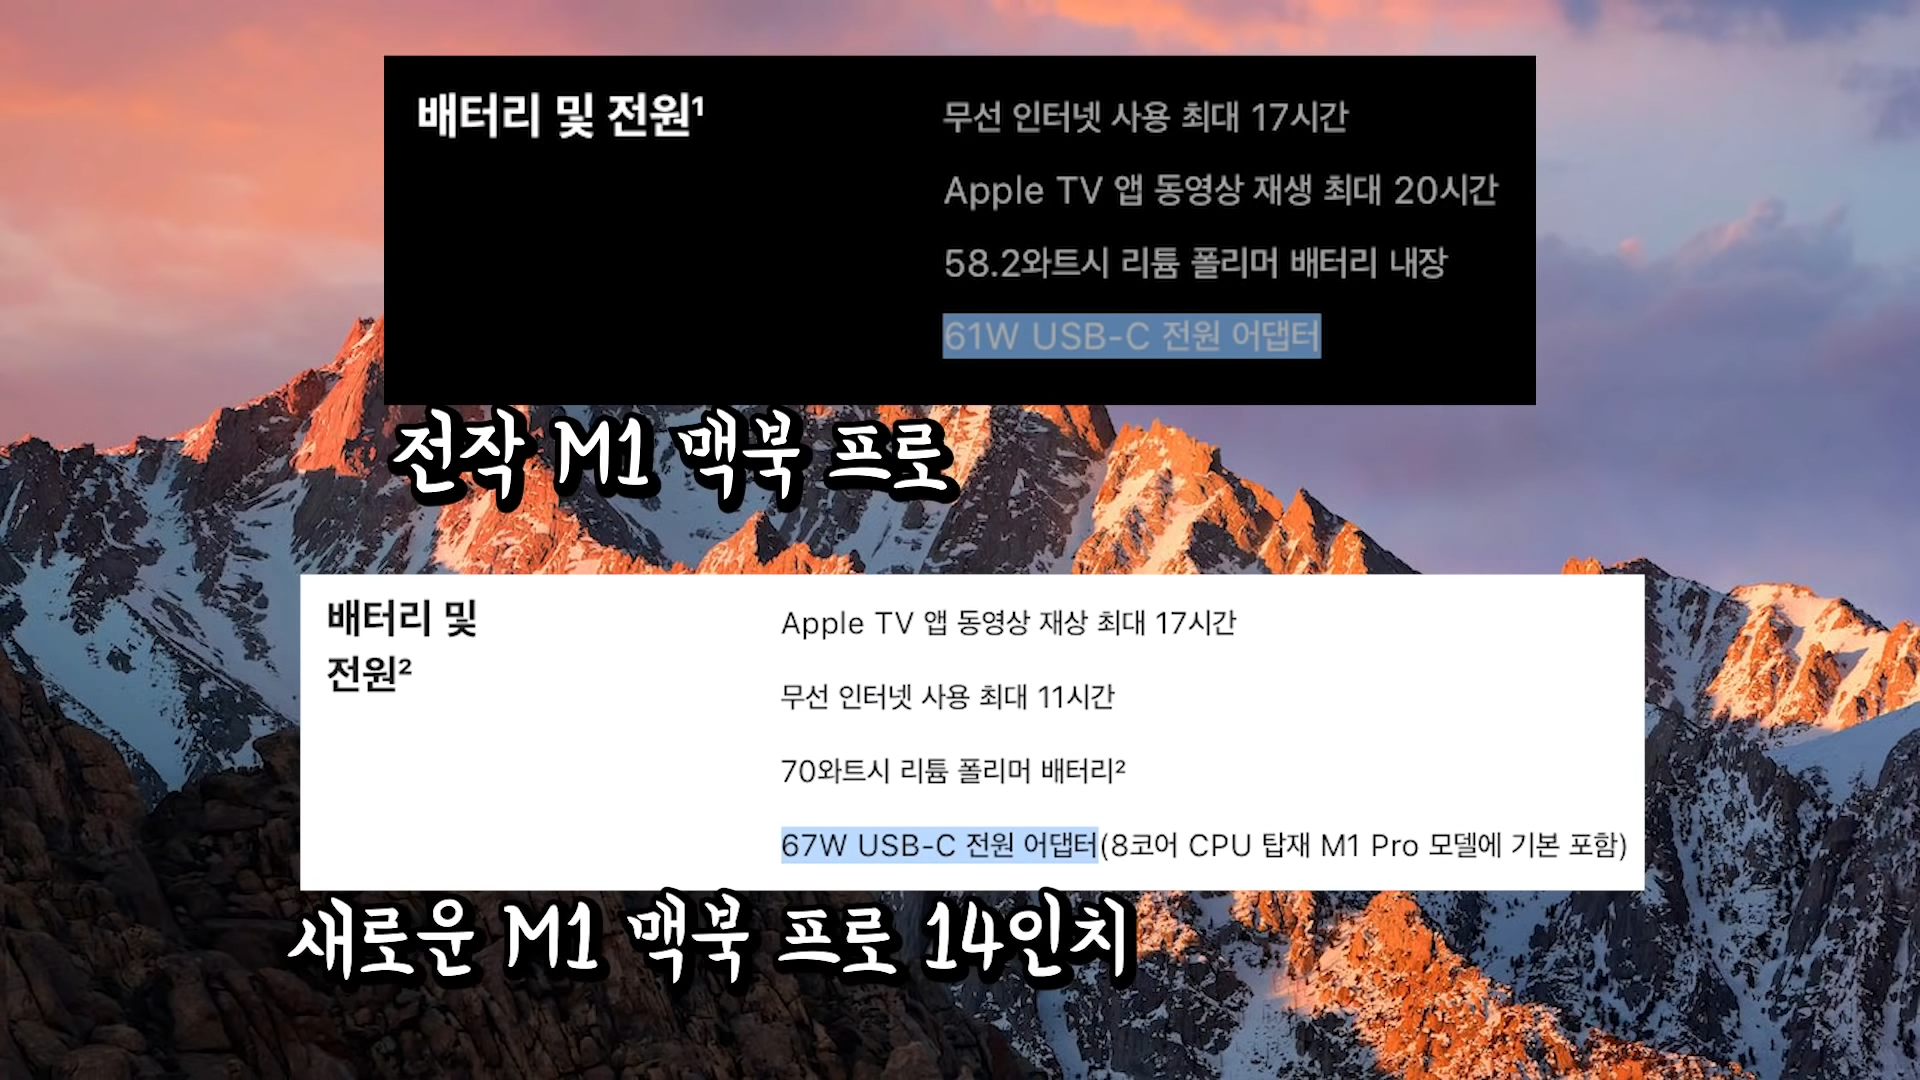 배터리 및 전원¹
무선 인터넷 사용 최대 17시간
Apple TV 앱 동영상 재생 최대 20시간
58.2와트시 리튬 폴리머 배터리 내장
61W USB-C 전원 어댑터
전작 M1 맥북 프로
배터리 및
전원²
Apple TV 앱 동영상 재상 최대 17시간
무선 인터넷 사용 최대 11시간
70와트시 리튬 폴리머 배터리²
67W USB-C 전원 어댑터(8코어 CPU 탑재 M1 Pro 모델에 기본 포함)
새로운 M1 맥북 프로 14인치